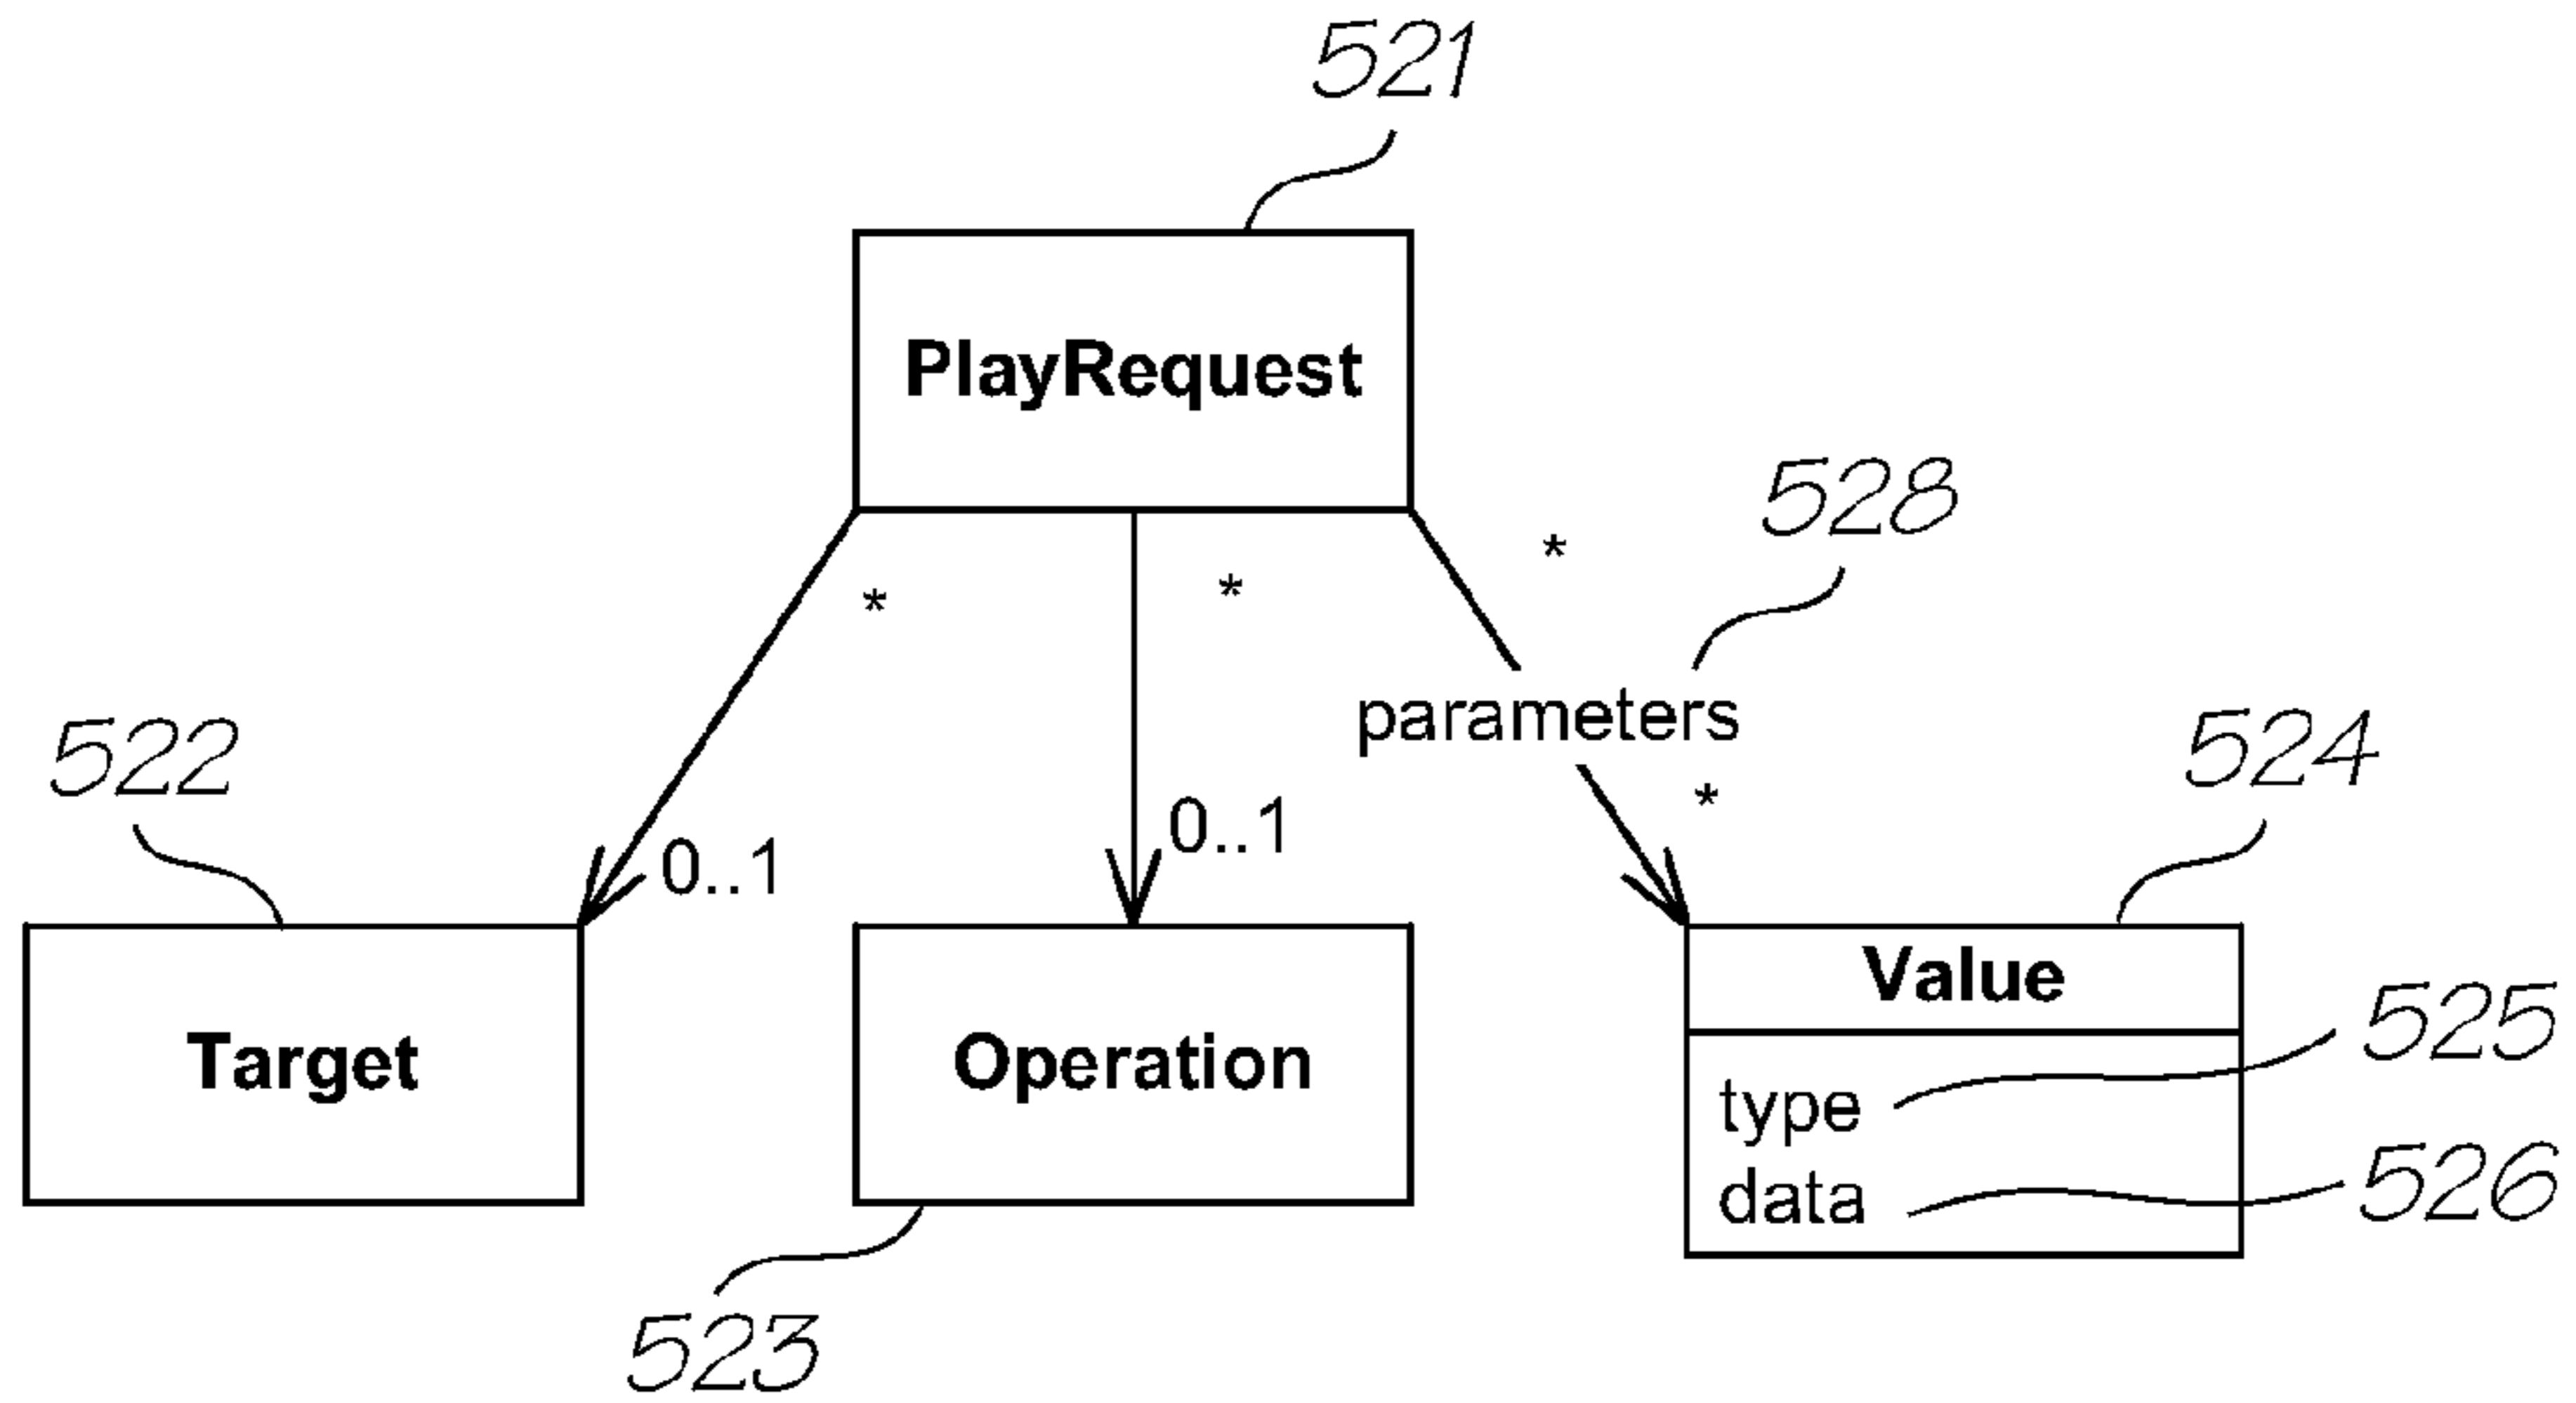 521
PlayRequest
528
*
*
*
parameters
522
524
*
0..1
0..1
Value
525
Target
Operation
type
data
526
523